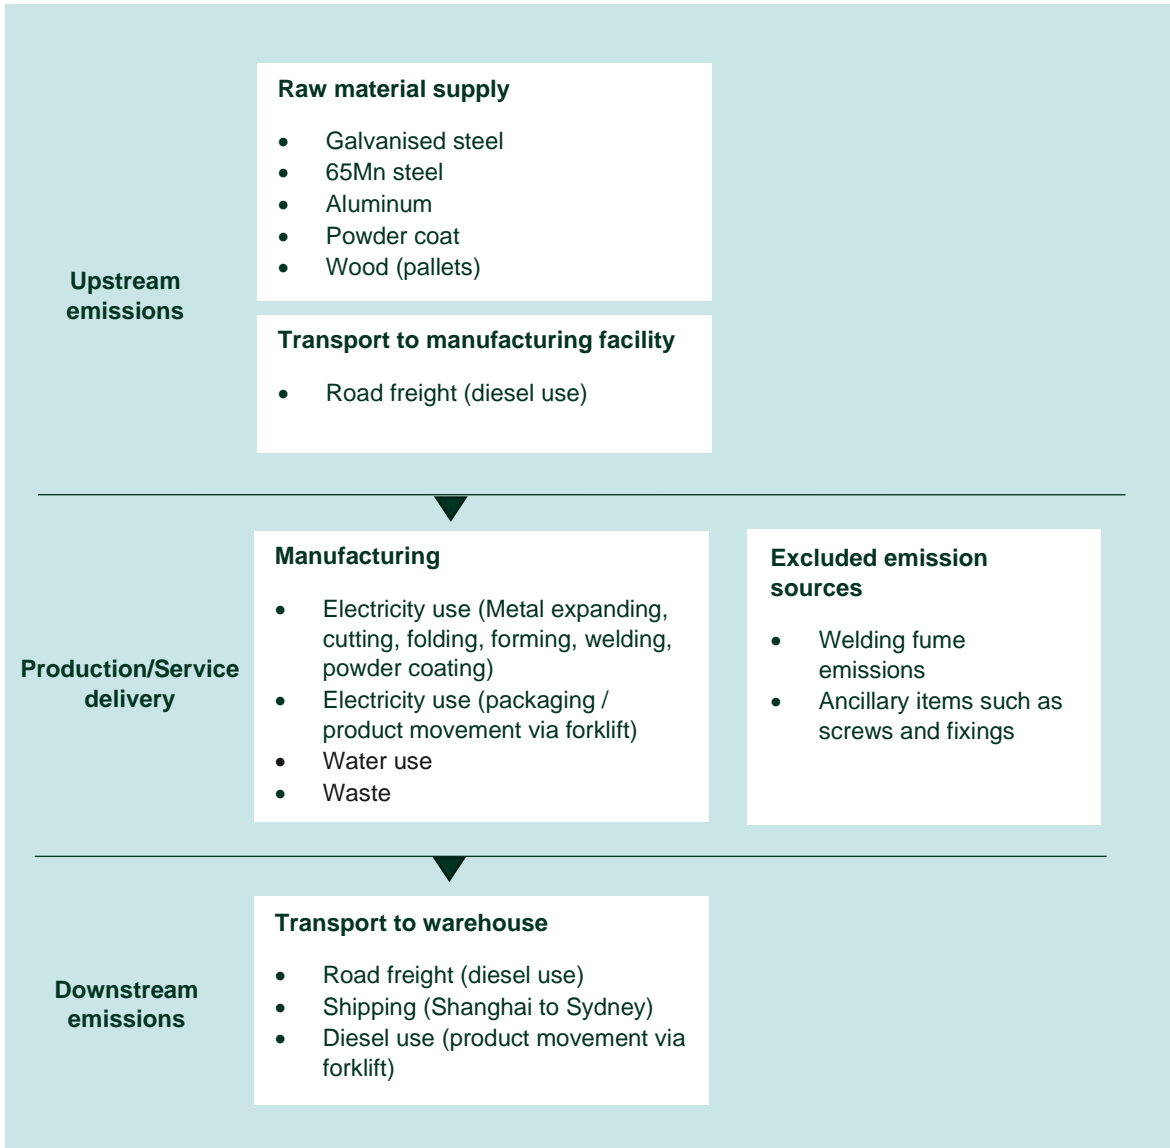 Raw material supply
• Galvanised steel
• 65Mn steel
• Aluminum
• Powder coat
• Wood (pallets)
Upstream
emissions
Transport to manufacturing facility
• Road freight (diesel use)
Manufacturing
• Electricity use (Metal expanding,
cutting, folding, forming, welding,
powder coating)
• Electricity use (packaging /
product movement via forklift)
• Water use
• Waste
Production/Service
delivery
Excluded emission
sources
• Welding fume
emissions
• Ancillary items such as
screws and fixings
Transport to warehouse
• Road freight (diesel use)
• Shipping (Shanghai to Sydney)
• Diesel use (product movement via
forklift)
Downstream
emissions